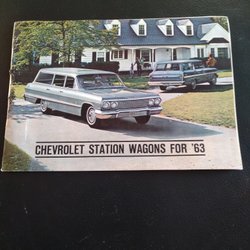 CHEVROLET STATION WAGONS FOR '63